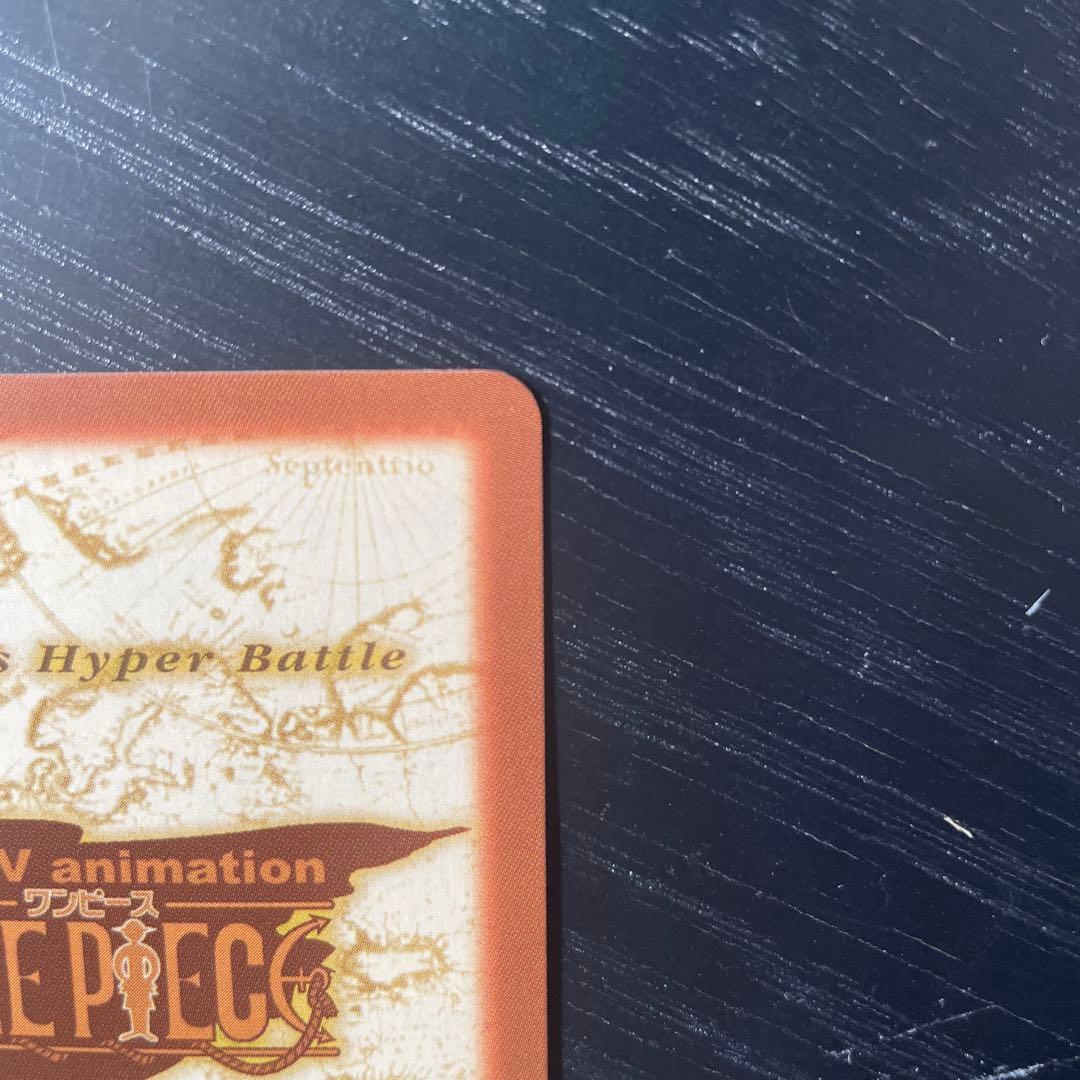 Septentrio
s Hyper Battle
V animation
ワンピース
E PIECE